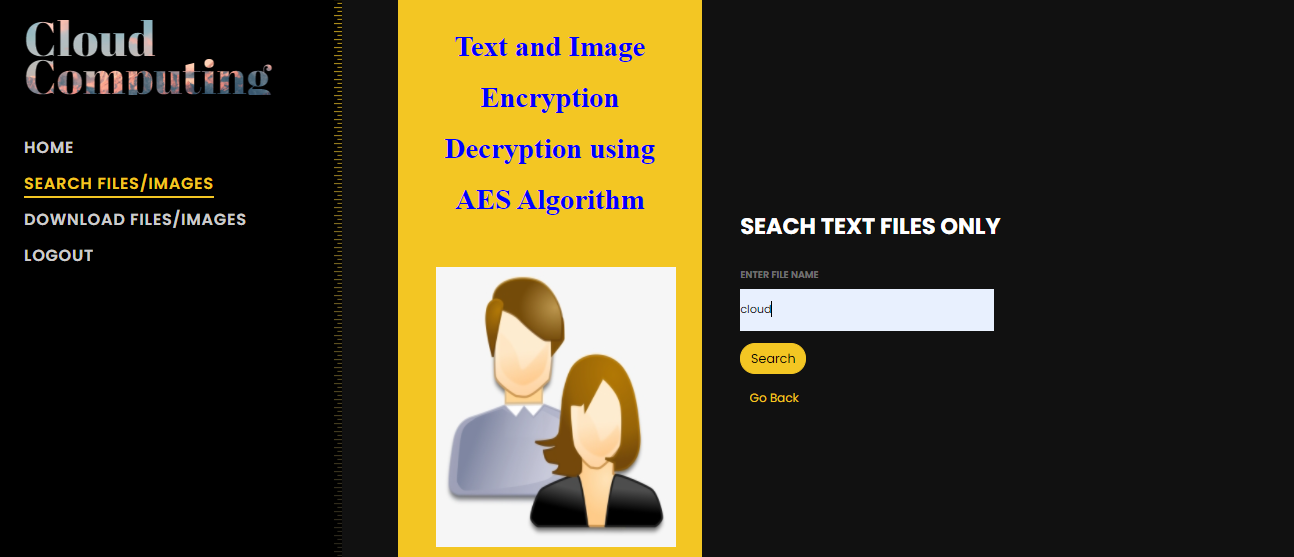 Cloud
Computing
HOME
SEARCH FILES/IMAGES
DOWNLOAD FILES/IMAGES
LOGOUT
Text and Image
Encryption
Decryption using
AES Algorithm
SEACH TEXT FILES ONLY
ENTER FILE NAME
cloud
Search
Go Back